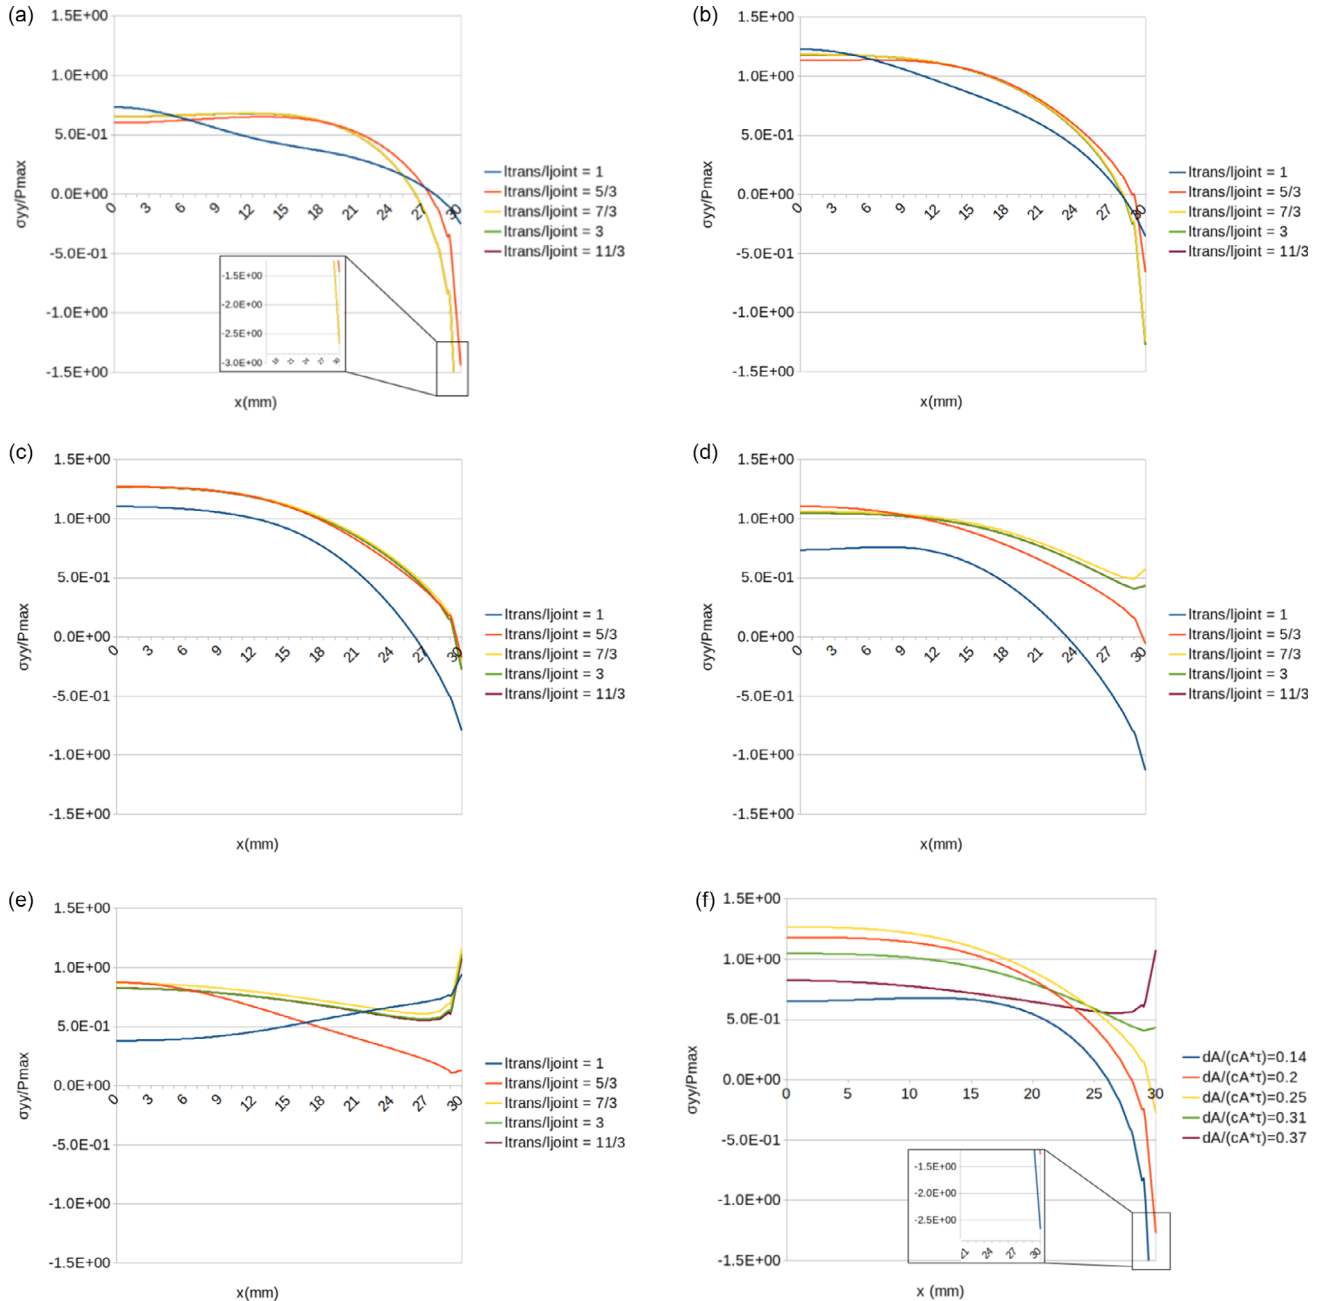 (a)
1.5E+00
1.0E+00
5.0E-01
0.0E+00
-5.0E-01
-1.0E+00
-1.5E+00
σyy/Pmax
0 3 6 9 12 15 18 21 24 27 30
x(mm)
ltrans/ljoint = 1
ltrans/ljoint = 5/3
ltrans/ljoint = 7/3
ltrans/ljoint = 3
ltrans/ljoint = 11/3
-1.5E+00
-2.0E+00
-2.5E+00
-3.0E+00
18 21 24 27 30
(b)
1.5E+00
1.0E+00
5.0E-01
0.0E+00
-5.0E-01
-1.0E+00
-1.5E+00
σyy/Pmax
0 3 6 9 12 15 18 21 24 27 30
x(mm)
ltrans/ljoint = 1
ltrans/ljoint = 5/3
ltrans/ljoint = 7/3
ltrans/ljoint = 3
ltrans/ljoint = 11/3
(c)
1.5E+00
1.0E+00
5.0E-01
0.0E+00
-5.0E-01
-1.0E+00
-1.5E+00
σyy/Pmax
0 3 6 9 12 15 18 21 24 27 30
x(mm)
ltrans/ljoint = 1
ltrans/ljoint = 5/3
ltrans/ljoint = 7/3
ltrans/ljoint = 3
ltrans/ljoint = 11/3
(d)
1.5E+00
1.0E+00
5.0E-01
0.0E+00
-5.0E-01
-1.0E+00
-1.5E+00
σyy/Pmax
0 3 6 9 12 15 18 21 24 27 30
x(mm)
ltrans/ljoint = 1
ltrans/ljoint = 5/3
ltrans/ljoint = 7/3
ltrans/ljoint = 3
ltrans/ljoint = 11/3
(e)
1.5E+00
1.0E+00
5.0E-01
0.0E+00
-5.0E-01
-1.0E+00
-1.5E+00
σyy/Pmax
0 3 6 9 12 15 18 21 24 27 30
x(mm)
ltrans/ljoint = 1
ltrans/ljoint = 5/3
ltrans/ljoint = 7/3
ltrans/ljoint = 3
ltrans/ljoint = 11/3
(f)
1.5E+00
1.0E+00
5.0E-01
0.0E+00
-5.0E-01
-1.0E+00
-1.5E+00
σyy/Pmax
0 5 10 15 20 25 30
x (mm)
dA/(cA*τ)=0.14
dA/(cA*τ)=0.2
dA/(cA*τ)=0.25
dA/(cA*τ)=0.31
dA/(cA*τ)=0.37
-1.5E+00
-2.0E+00
-2.5E+00
21 24 27 30